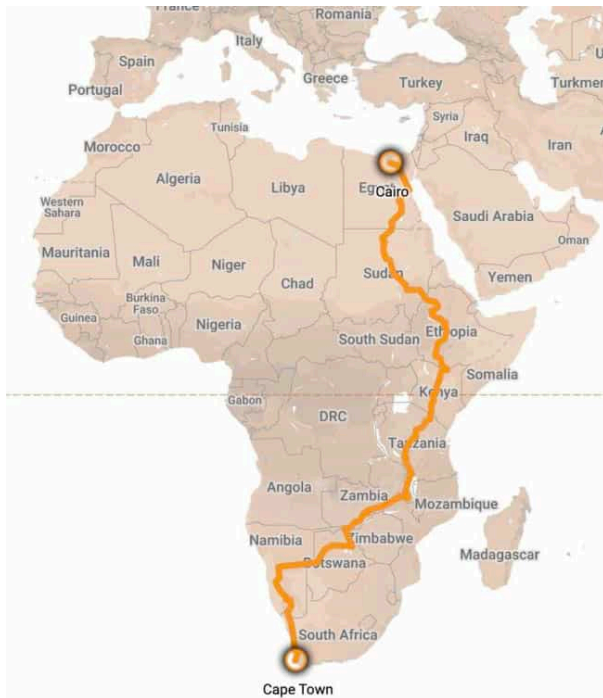 France
Romania
Italy
Spain
Portugal
Greece
Turkey
Turkmen
U
Syria
Tunisia
Iraq
Iran
A
Morocco
Cairo
Algeria
Libya
Egypt
Western
Sahara
Saudi Arabia
Oman
Mauritania
Mali
Niger
Chad
Sudan
Yemen
Burkina
Faso
Guinea
Nigeria
Ghana
South Sudan
Ethiopia
Somalia
Gabon
Kenya
DRC
Tanzania
Angola
Zambia
Mozambique
Namibia
Zimbabwe
Madagascar
Botswana
South Africa
Cape Town